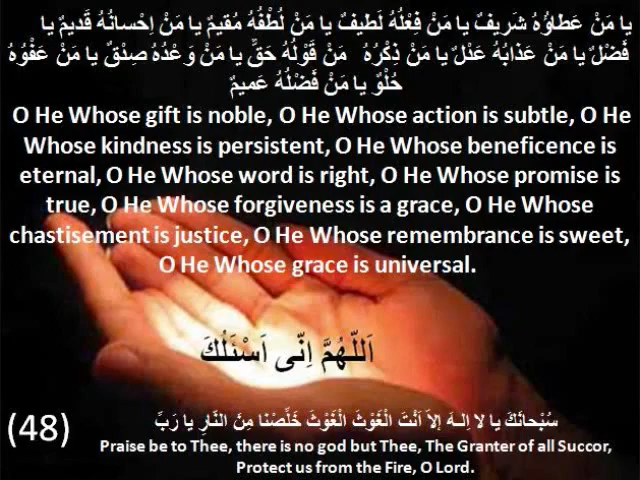 يا مَنْ عَطاؤُهُ شَريفٌ يا مَنْ فِعْلُهُ لَطيفٌ يا مَنْ لُطْفُهُ مُقيمٌ يا مَنْ اِحْسانُهُ قَديمٌ يا
فَضْلٌ يا مَنْ عَذابُهُ عَدْلٌ يا مَنْ ذِكْرُهُ مَنْ قَوْلُهُ حَقٌّ يا مَنْ وَعْدُهُ صِدْقٌ يا مَنْ عَفْوُهُ
حُلْوٌ يا مَنْ فَضْلُهُ عَميمٌ
O He Whose gift is noble, O He Whose action is subtle, O He
Whose kindness is persistent, O He Whose beneficence is
eternal, O He Whose word is right, O He Whose promise is
true, O He Whose forgiveness is a grace, O He Whose
chastisement is justice, O He Whose remembrance is sweet,
O He Whose grace is universal.
اَللّهُمَّ اِنّى اَسْئَلُكَ
سُبْحانَكَ يا لا اِلـهَ اِلاّ اَنْتَ الْغَوْثَ الْغَوْثَ خَلِّصْنا مِنَ النّارِ يا رَبِّ
(48)
Praise be to Thee, there is no god but Thee, The Granter of all Succor,
Protect us from the Fire, O Lord.